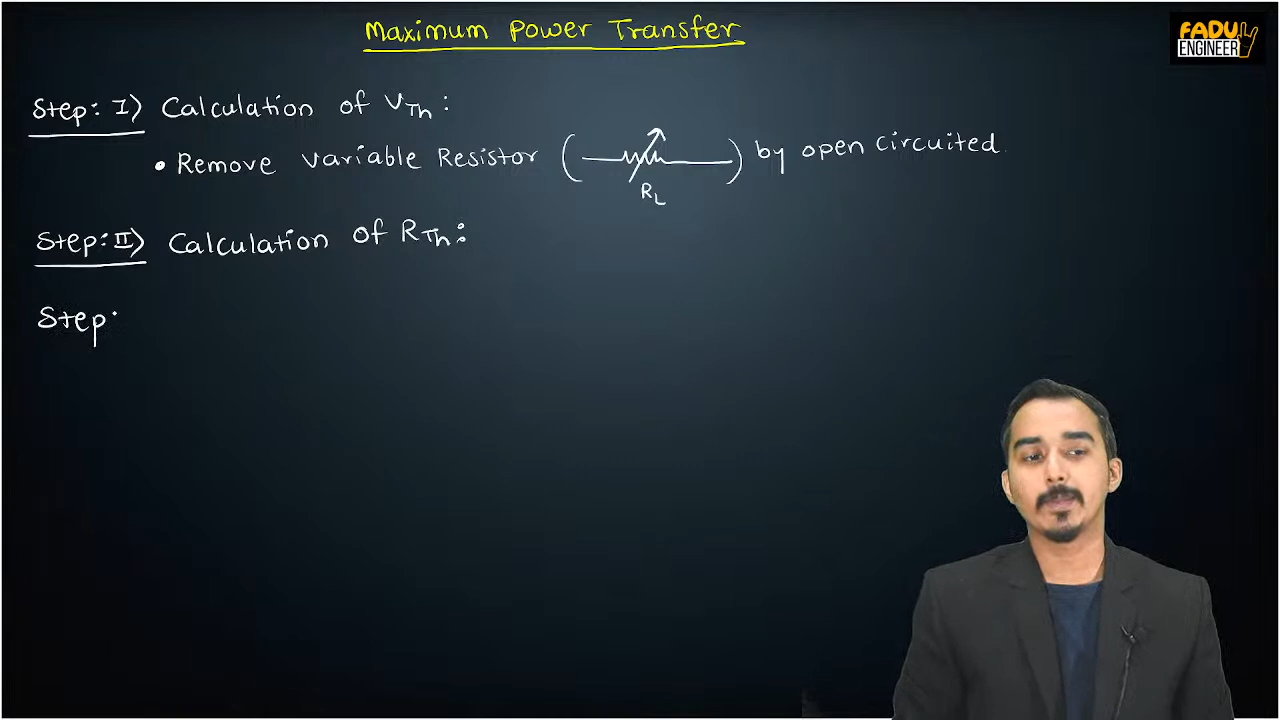 Maximum Power Transfer
FADU
ENGINEER
Step: I) Calculation of VTh:
• Remove variable Resistor ( ) by open circuited
RL
Step: II) Calculation of RTh:
Step: